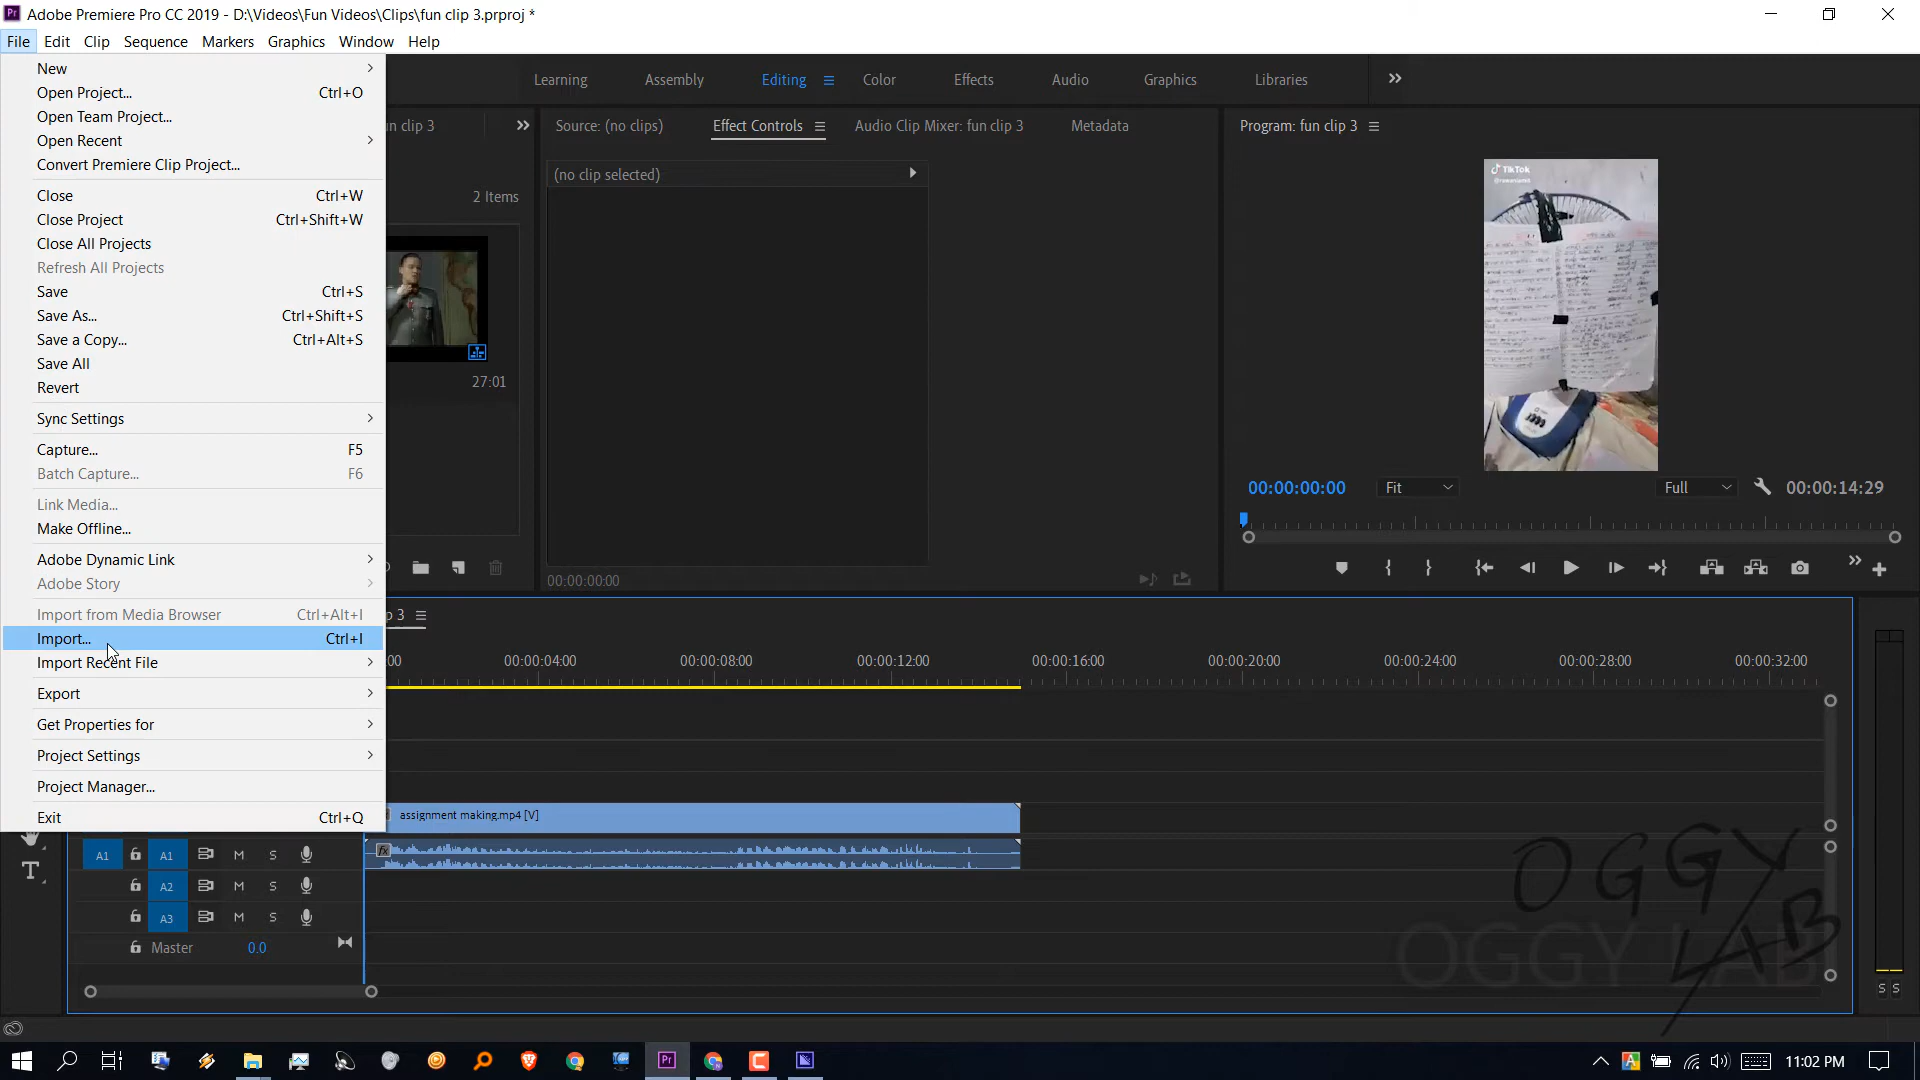 Adobe Premiere Pro CC 2019 - D:\Videos\Fun Videos\Clips\fun clip 3.prproj *
File Edit Clip Sequence Markers Graphics Window Help
Learning Assembly Editing Color Effects Audio Graphics Libraries
New
Open Project... Ctrl+O
Open Team Project...
Open Recent
Convert Premiere Clip Project...
Close Ctrl+W
Close Project Ctrl+Shift+W
Close All Projects
Refresh All Projects
Save Ctrl+S
Save As... Ctrl+Shift+S
Save a Copy... Ctrl+Alt+S
Save All
Revert
Sync Settings
Capture... F5
Batch Capture... F6
Link Media...
Make Offline...
Adobe Dynamic Link
Adobe Story
Import from Media Browser Ctrl+Alt+I
Import... Ctrl+I
Import Recent File
Export
Get Properties for
Project Settings
Project Manager...
Exit Ctrl+Q
un clip 3
2 Items
27:01
Source: (no clips) Effect Controls Audio Clip Mixer: fun clip 3 Metadata
(no clip selected)
00:00:00:00
Program: fun clip 3
TikTok
00:00:00:00 Fit Full 00:00:14:29
p 3
:00 00:00:04:00 00:00:08:00 00:00:12:00 00:00:16:00 00:00:20:00 00:00:24:00 00:00:28:00 00:00:32:00
assignment making.mp4 [V]
A1 A1 M S fx
A2 M S
A3 M S
Master 0.0
S S
T
OGGY LAB
OGGY LAB
11:02 PM